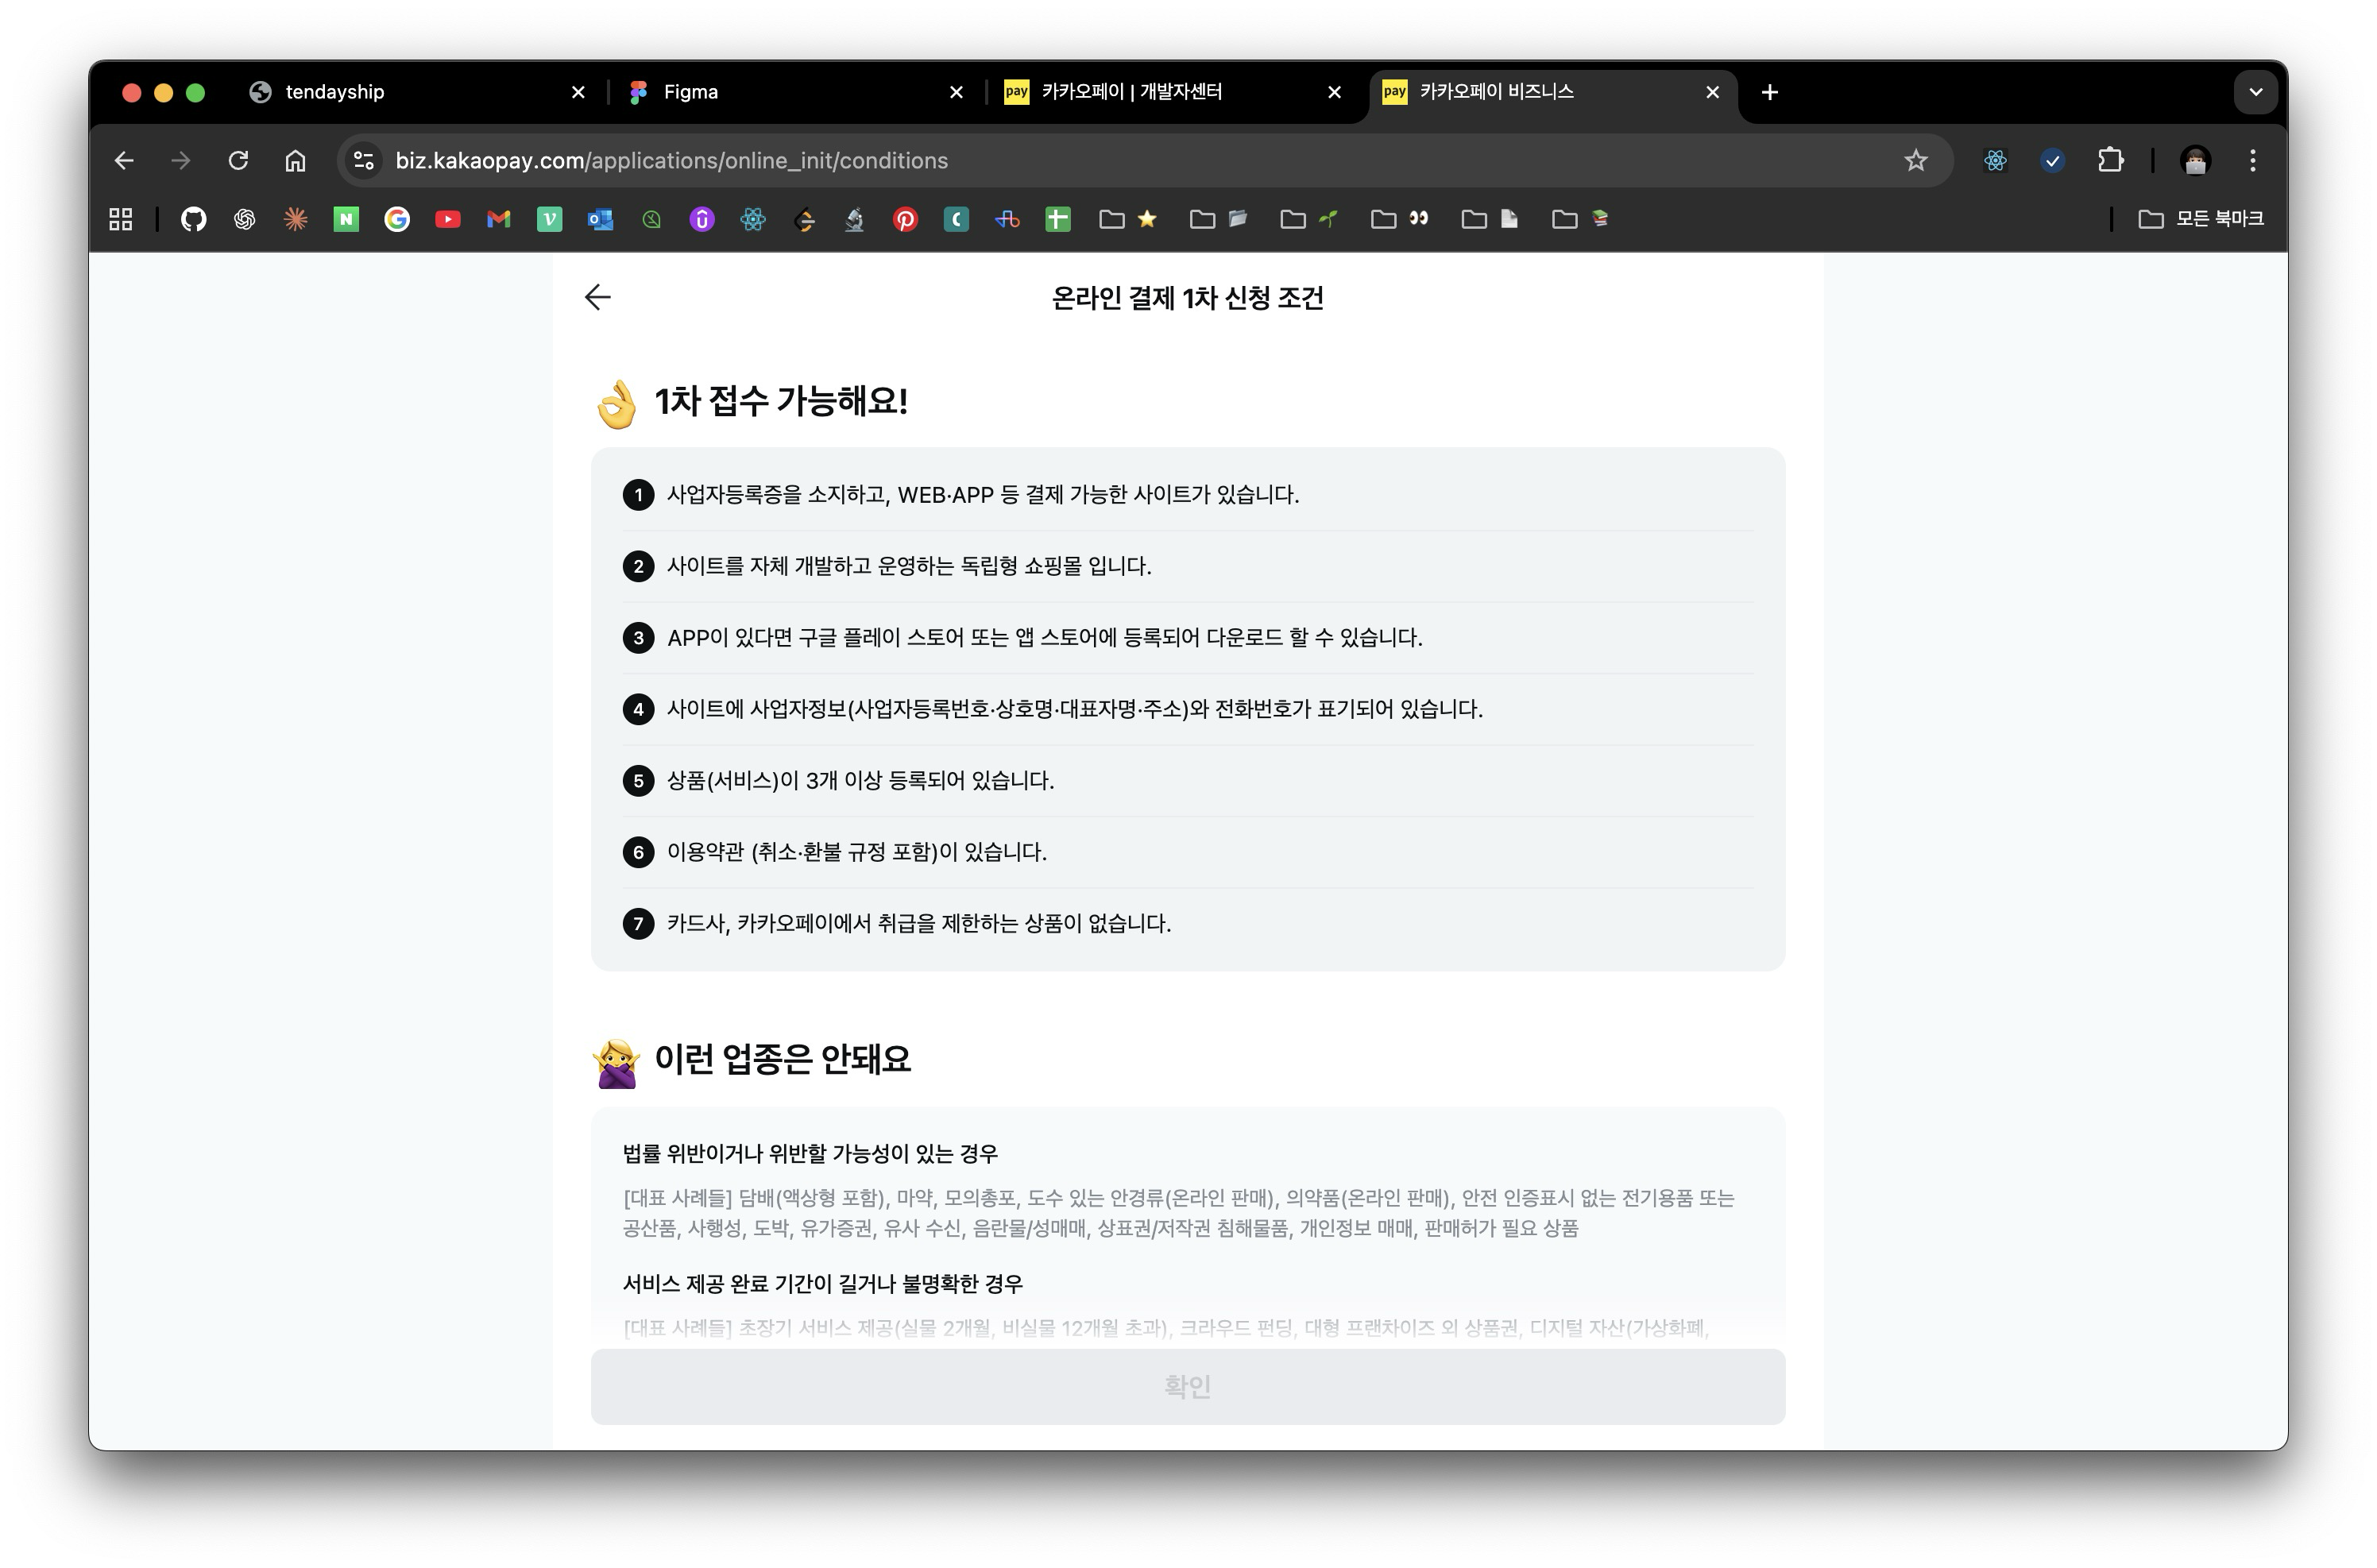 tendayship
Figma
pay
카카오페이 | 개발자센터
pay
카카오페이 비즈니스
biz.kakaopay.com/applications/online_init/conditions
모든 북마크
온라인 결제 1차 신청 조건
1차 접수 가능해요!
1 사업자등록증을 소지하고, WEB·APP 등 결제 가능한 사이트가 있습니다.
2 사이트를 자체 개발하고 운영하는 독립형 쇼핑몰 입니다.
3 APP이 있다면 구글 플레이 스토어 또는 앱 스토어에 등록되어 다운로드 할 수 있습니다.
4 사이트에 사업자정보(사업자등록번호·상호명·대표자명·주소)와 전화번호가 표기되어 있습니다.
5 상품(서비스)이 3개 이상 등록되어 있습니다.
6 이용약관 (취소·환불 규정 포함)이 있습니다.
7 카드사, 카카오페이에서 취급을 제한하는 상품이 없습니다.
이런 업종은 안돼요
법률 위반이거나 위반할 가능성이 있는 경우
[대표 사례들] 담배(액상형 포함), 마약, 모의총포, 도수 있는 안경류(온라인 판매), 의약품(온라인 판매), 안전 인증표시 없는 전기용품 또는
공산품, 사행성, 도박, 유가증권, 유사 수신, 음란물/성매매, 상표권/저작권 침해물품, 개인정보 매매, 판매허가 필요 상품
서비스 제공 완료 기간이 길거나 불명확한 경우
[대표 사례들] 초장기 서비스 제공(실물 2개월, 비실물 12개월 초과), 크라우드 펀딩, 대형 프랜차이즈 외 상품권, 디지털 자산(가상화폐,
확인